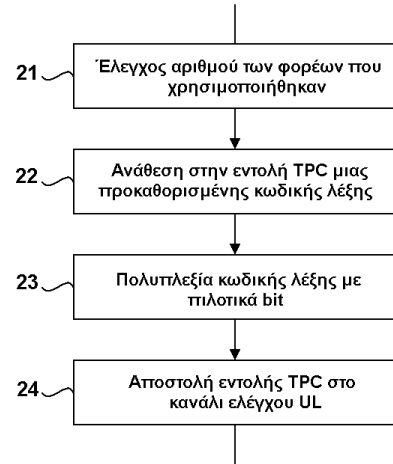 21
Έλεγχος αριθμού των φορέων που
χρησιμοποιήθηκαν
22
Ανάθεση στην εντολή TPC μιας
προκαθορισμένης κωδικής λέξης
23
Πολυπλεξία κωδικής λέξης με
πιλοτικά bit
24
Αποστολή εντολής TPC στο
κανάλι ελέγχου UL